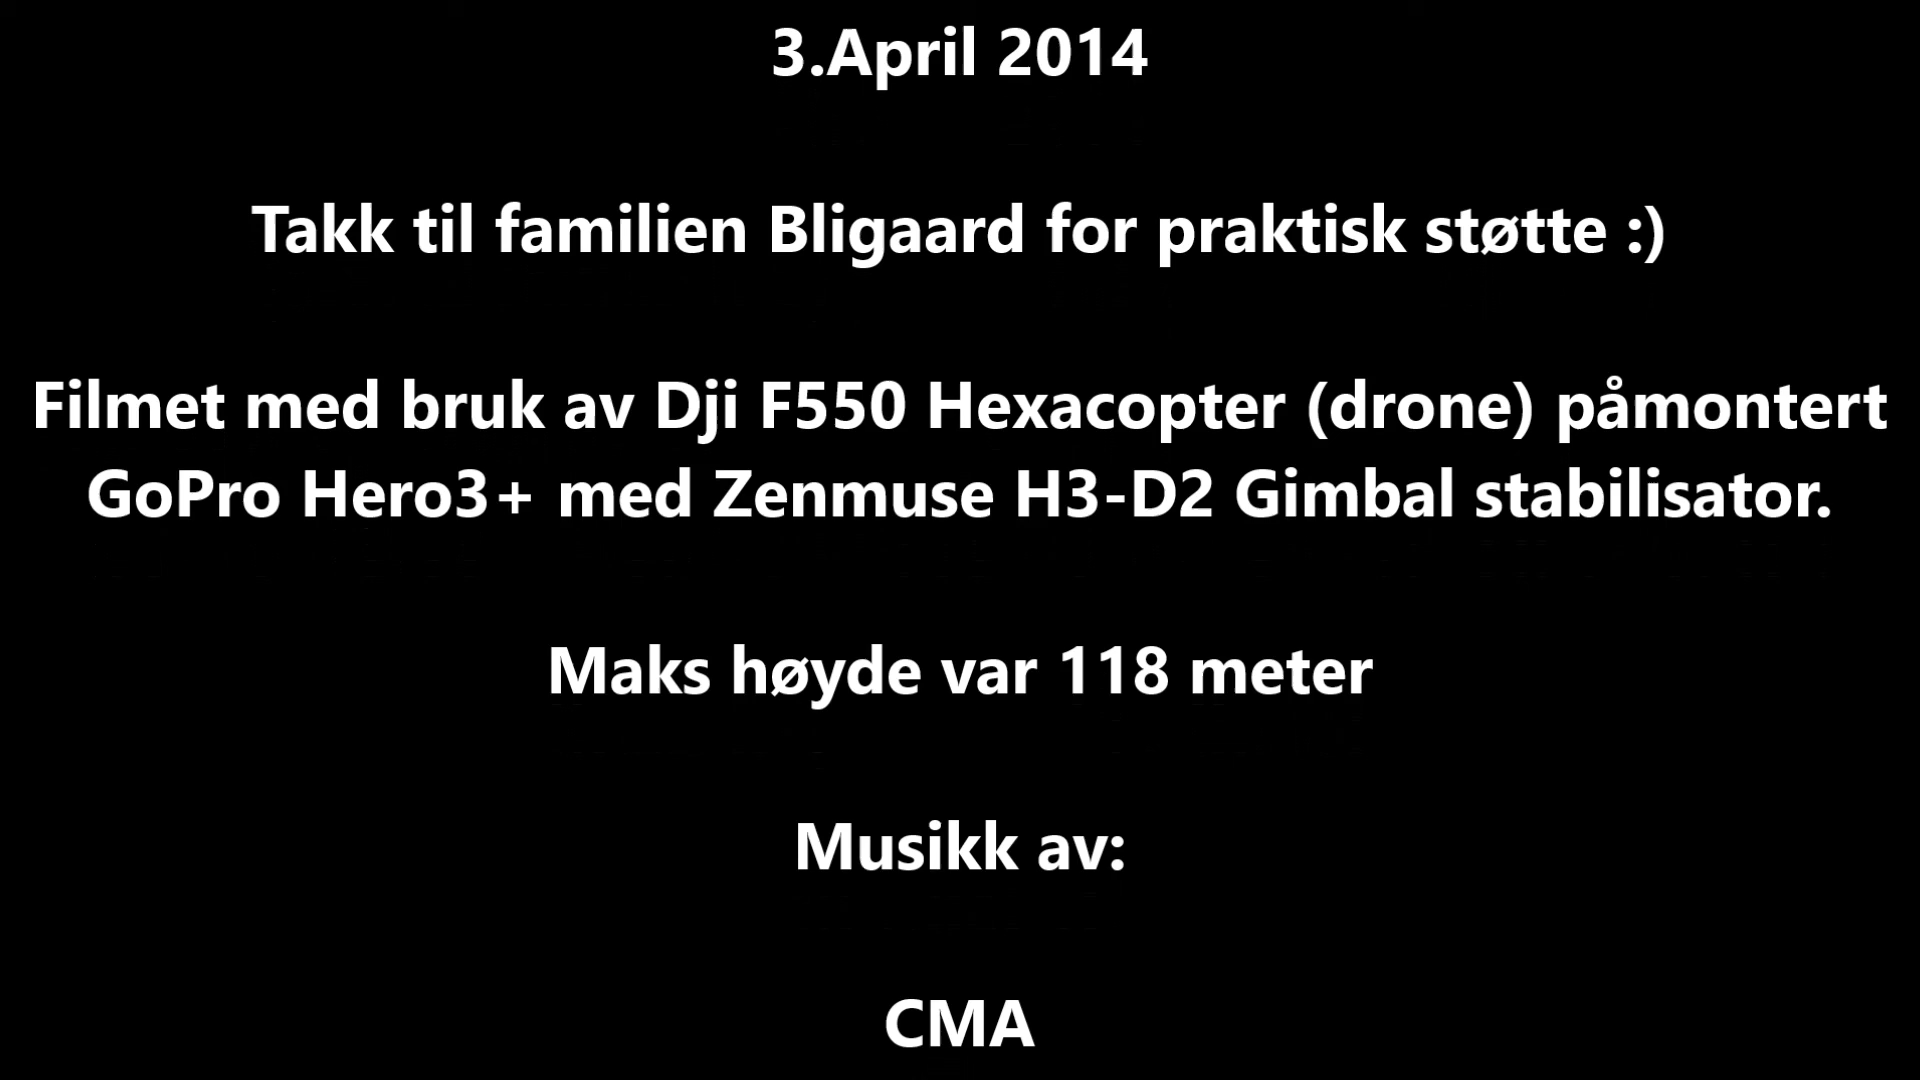 3.April 2014
Takk til familien Bligaard for praktisk støtte :)
Filmet med bruk av Dji F550 Hexacopter (drone) påmontert
GoPro Hero3+ med Zenmuse H3-D2 Gimbal stabilisator.
Maks høyde var 118 meter
Musikk av:
CMA